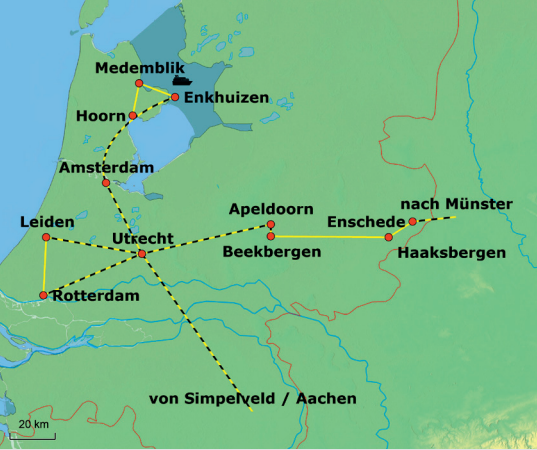 Medemblik
Enkhuizen
Hoorn
Amsterdam
nach Münster
Apeldoorn
Leiden
Enschede
Utrecht
Beekbergen
Haaksbergen
Rotterdam
von Simpelveld / Aachen
20 km